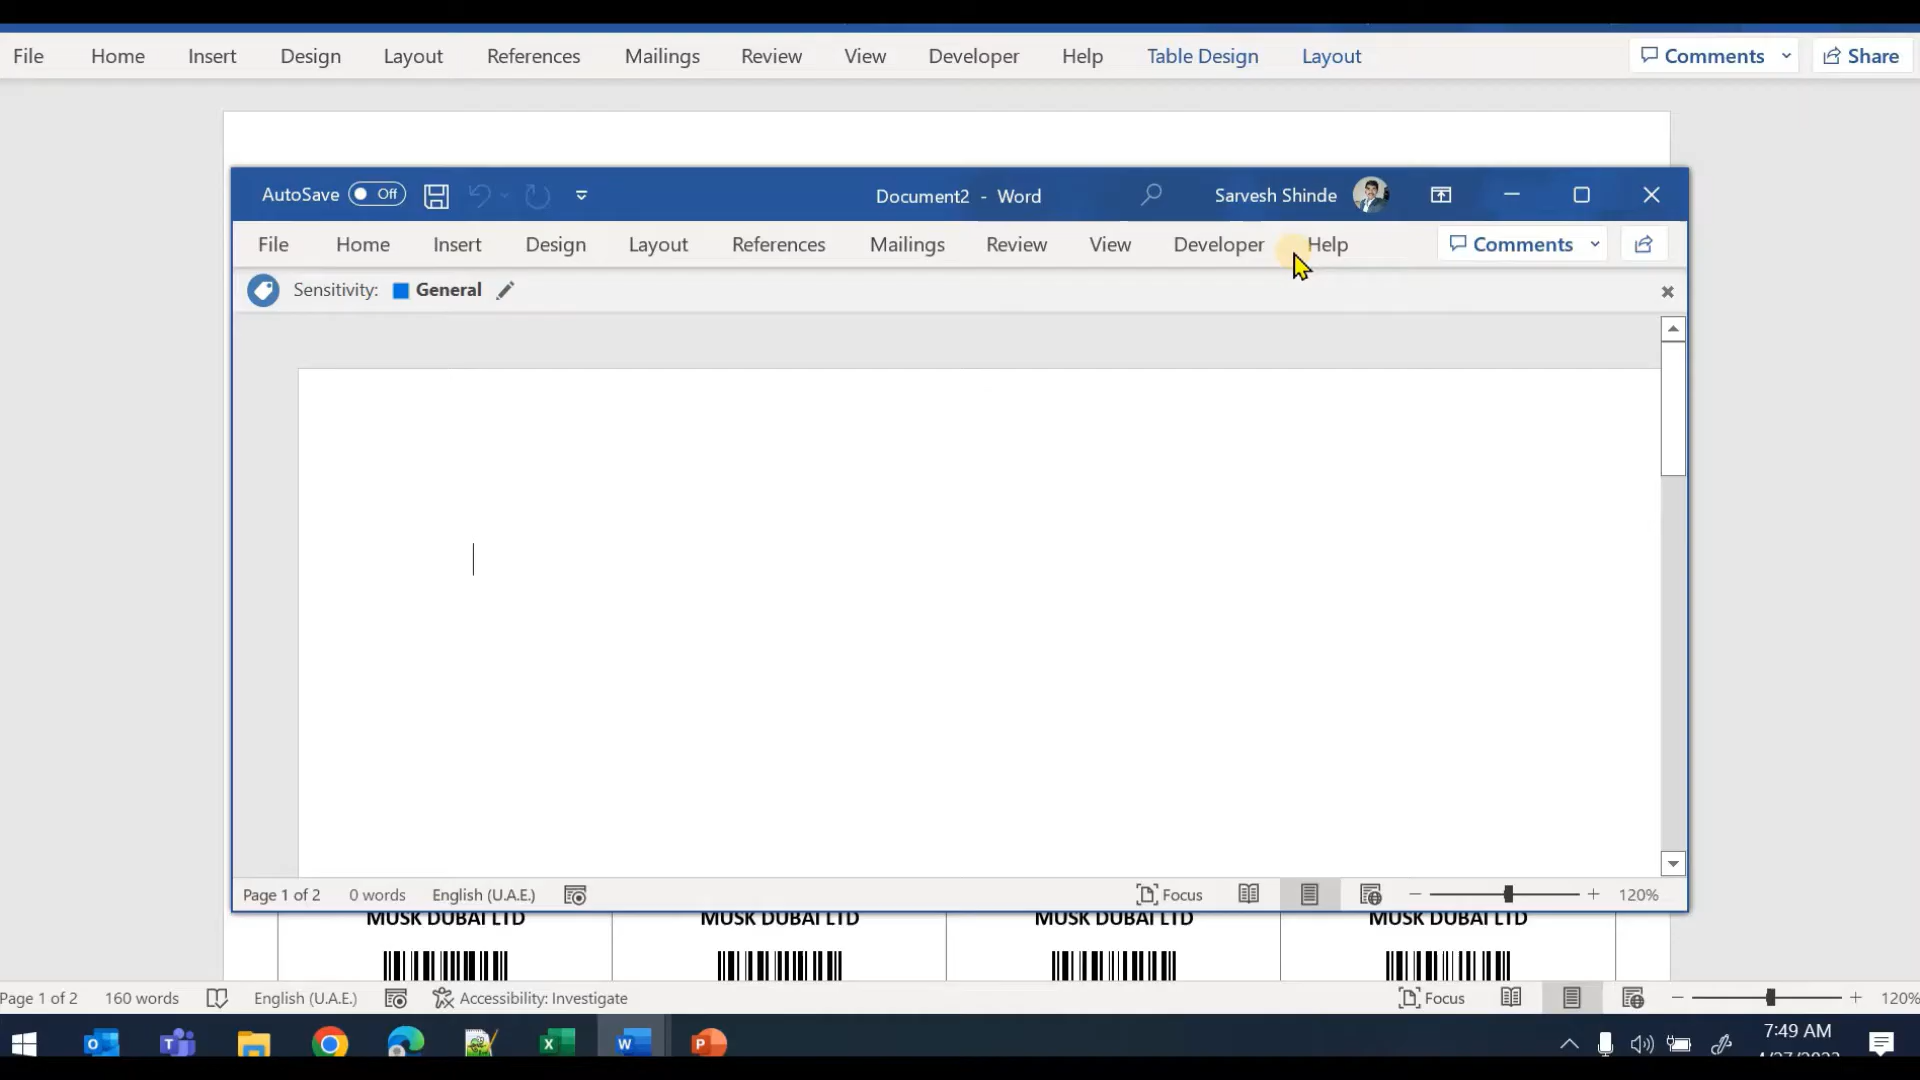 File Home Insert Design Layout References Mailings Review View Developer Help Table Design Layout Comments Share
AutoSave Off Document2 - Word Sarvesh Shinde
File Home Insert Design Layout References Mailings Review View Developer Help Comments
Sensitivity: General
Page 1 of 2 0 words English (U.A.E.) Focus 120%
MUSK DUBAI LTD MUSK DUBAI LTD MUSK DUBAI LTD MUSK DUBAI LTD
Page 1 of 2 160 words English (U.A.E.) Accessibility: Investigate Focus 120%
7:49 AM